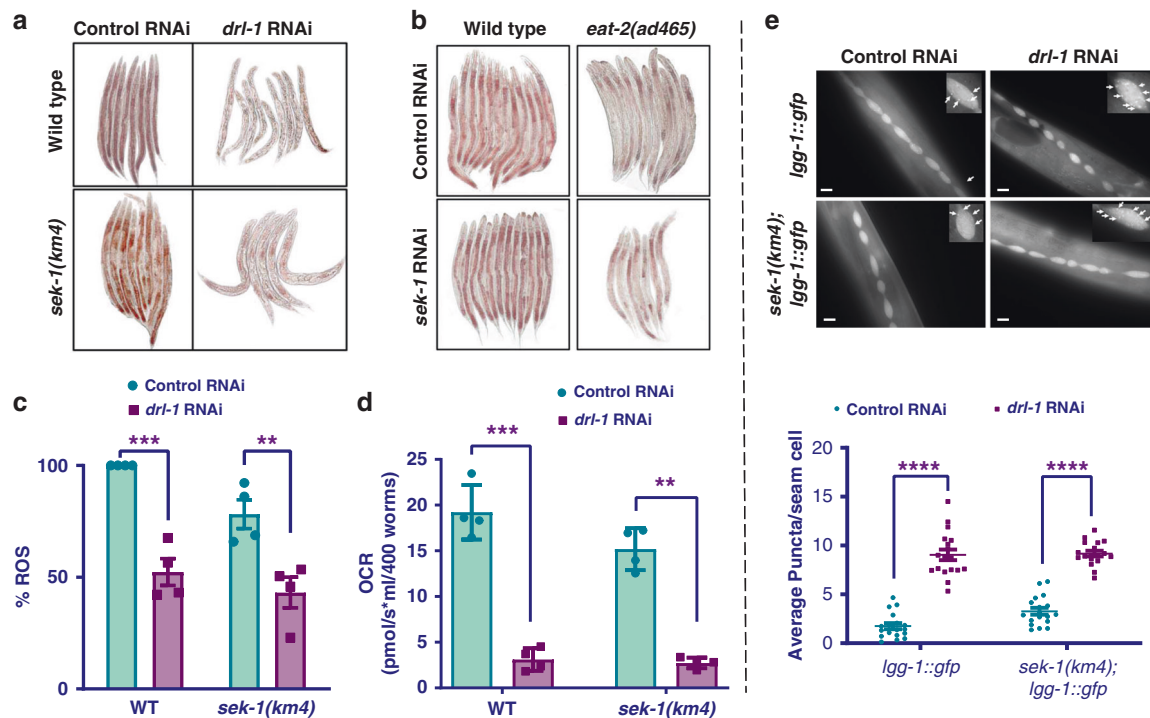 a
Control RNAi drl-1 RNAi
Wild type
sek-1(km4)
b
Wild type eat-2(ad465)
Control RNAi
sek-1 RNAi
c
Control RNAi
drl-1 RNAi
% ROS
100
50
0
***
**
WT sek-1(km4)
d
Control RNAi
drl-1 RNAi
OCR
(pmol/s*ml/400 worms)
25
20
15
10
5
0
***
**
WT sek-1(km4)
e
Control RNAi drl-1 RNAi
lgg-1::gfp
sek-1(km4);
lgg-1::gfp
Control RNAi drl-1 RNAi
Average Puncta/seam cell
20
15
10
5
0
****
****
lgg-1::gfp sek-1(km4);
lgg-1::gfp